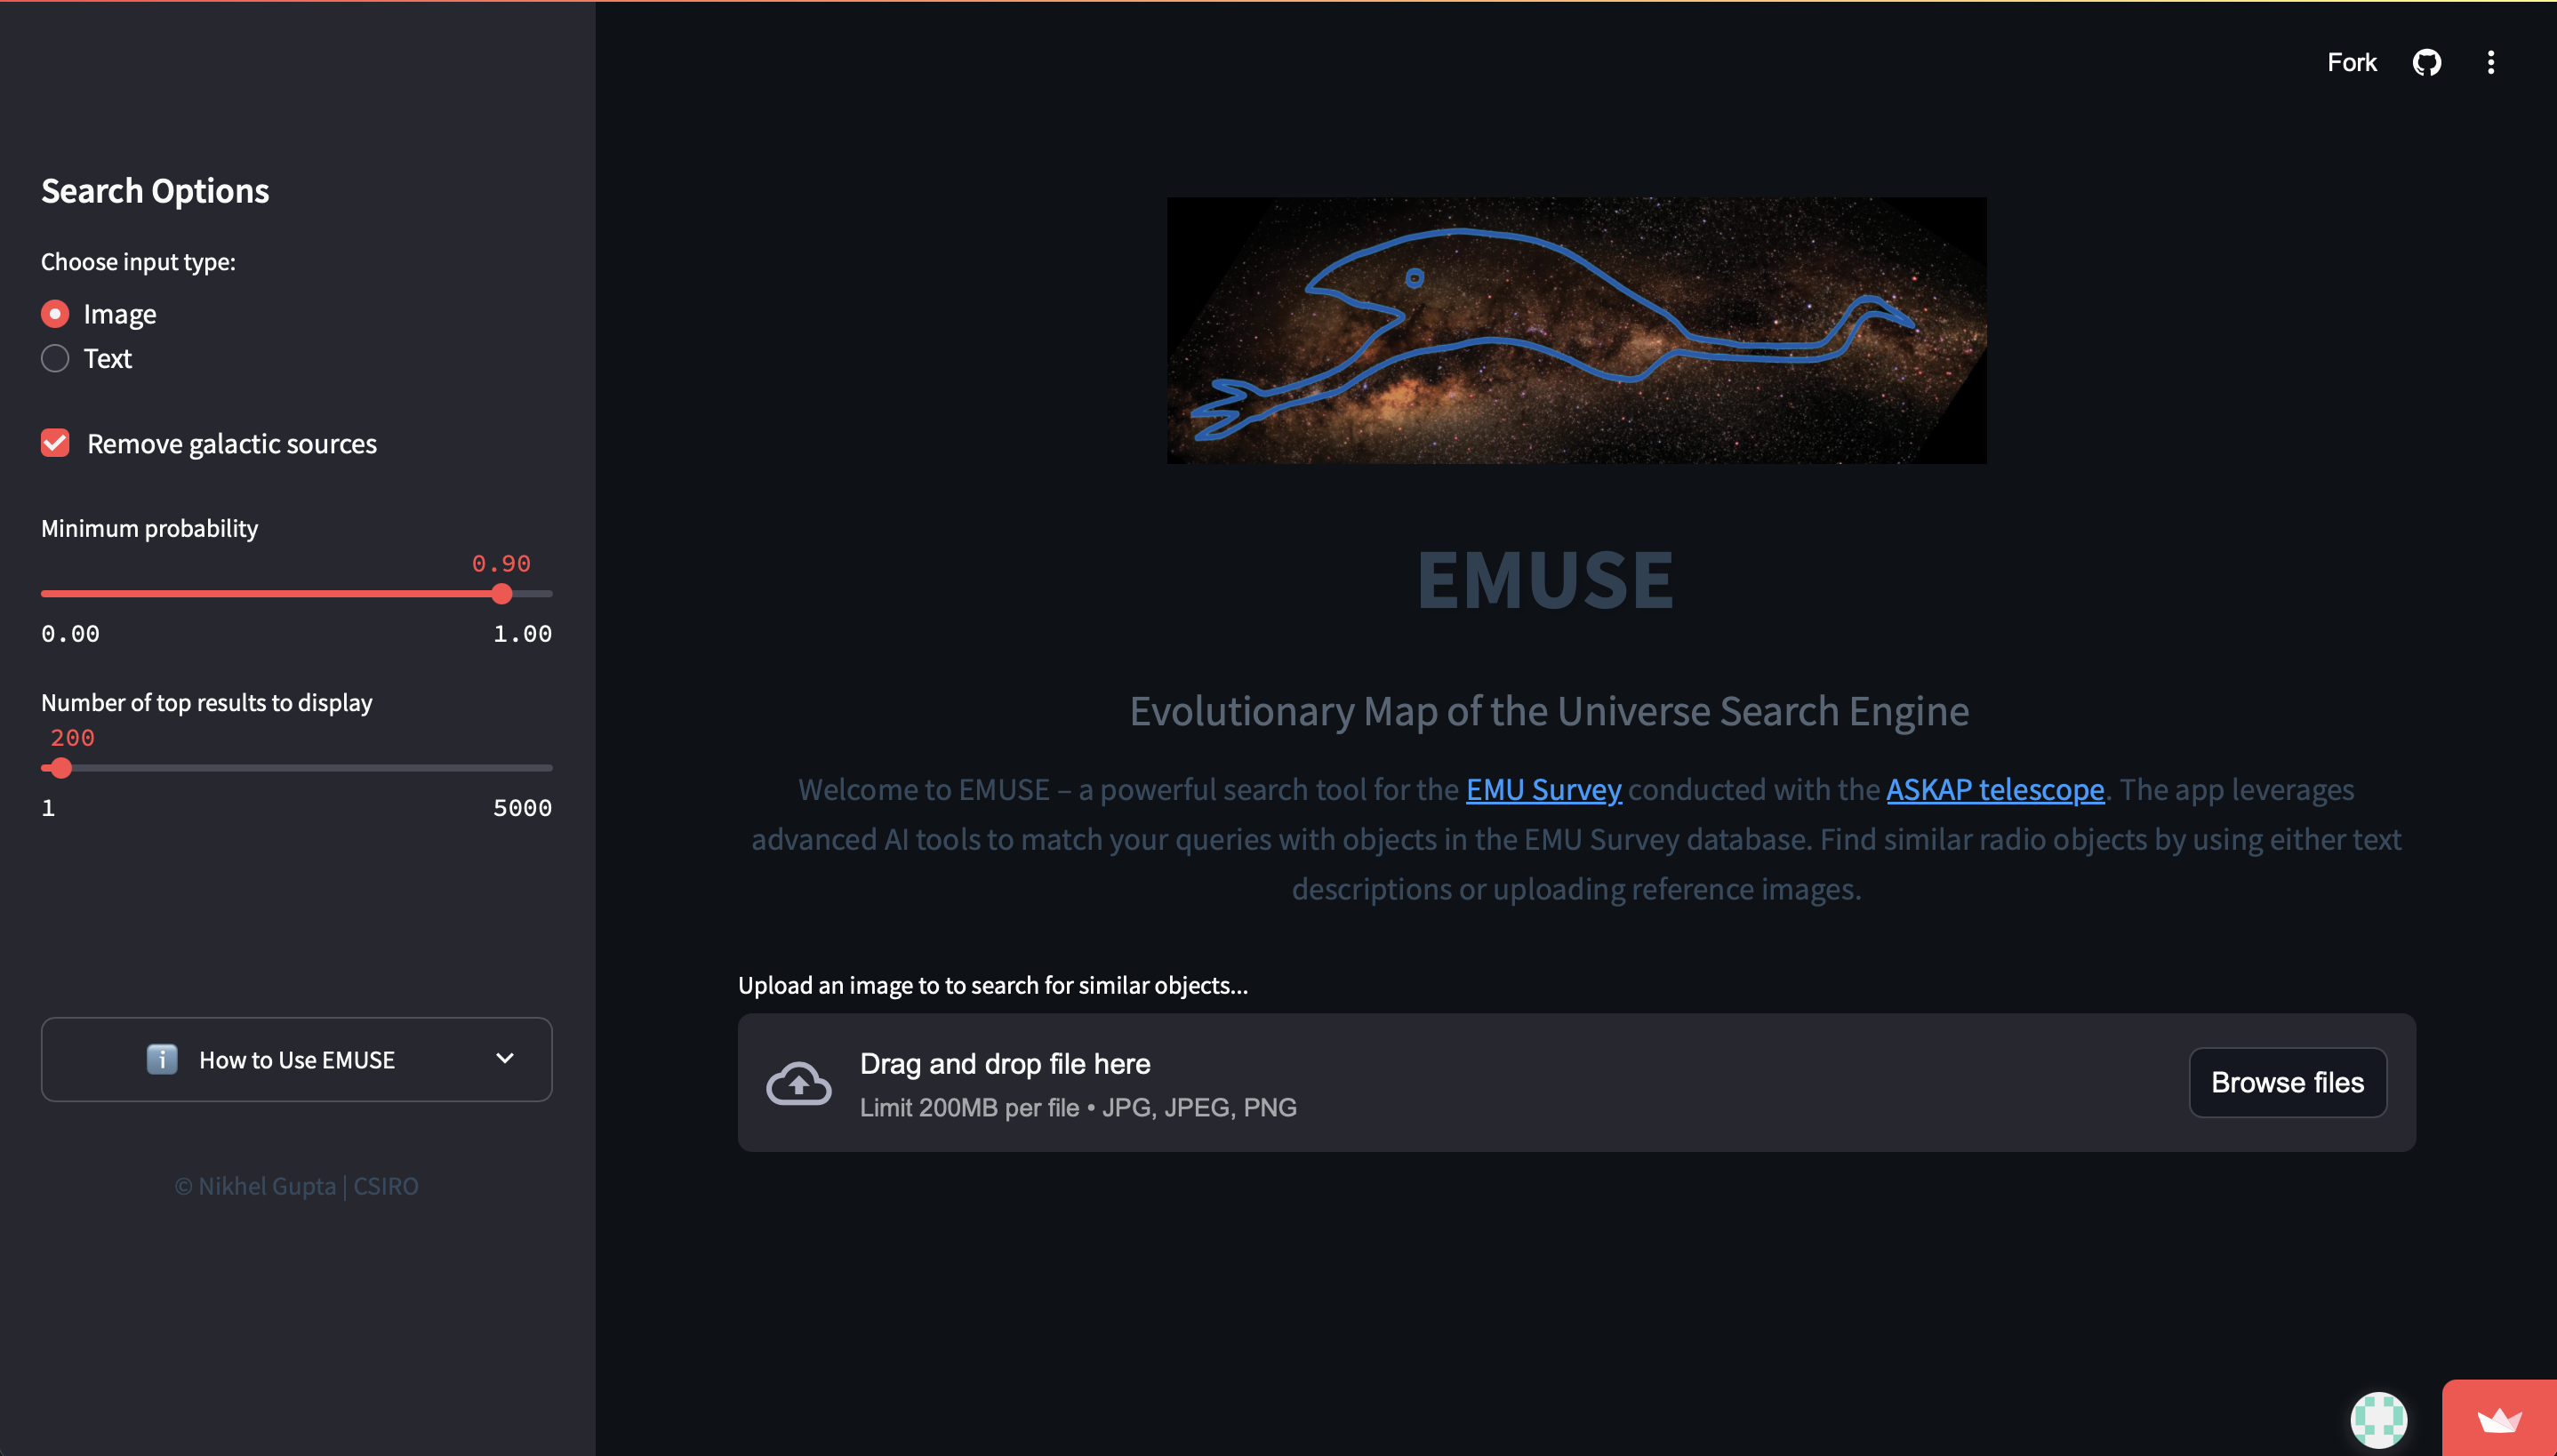 Fork
Search Options
Choose input type:
Image
Text
Remove galactic sources
Minimum probability
0.90
0.00 1.00
Number of top results to display
200
1 5000
How to Use EMUSE
© Nikhel Gupta | CSIRO
EMUSE
Evolutionary Map of the Universe Search Engine
Welcome to EMUSE – a powerful search tool for the EMU Survey conducted with the ASKAP telescope. The app leverages
advanced AI tools to match your queries with objects in the EMU Survey database. Find similar radio objects by using either text
descriptions or uploading reference images.
Upload an image to to search for similar objects...
Drag and drop file here
Limit 200MB per file • JPG, JPEG, PNG
Browse files